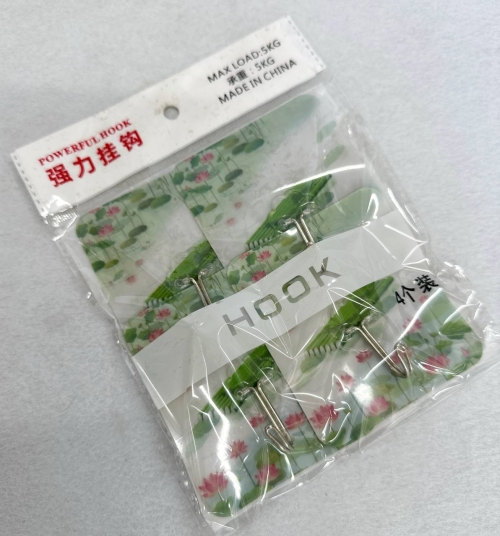 POWERFUL HOOK
强力挂钩
MAX LOAD:5KG
承重：5KG
MADE IN CHINA
HOOK
4个装